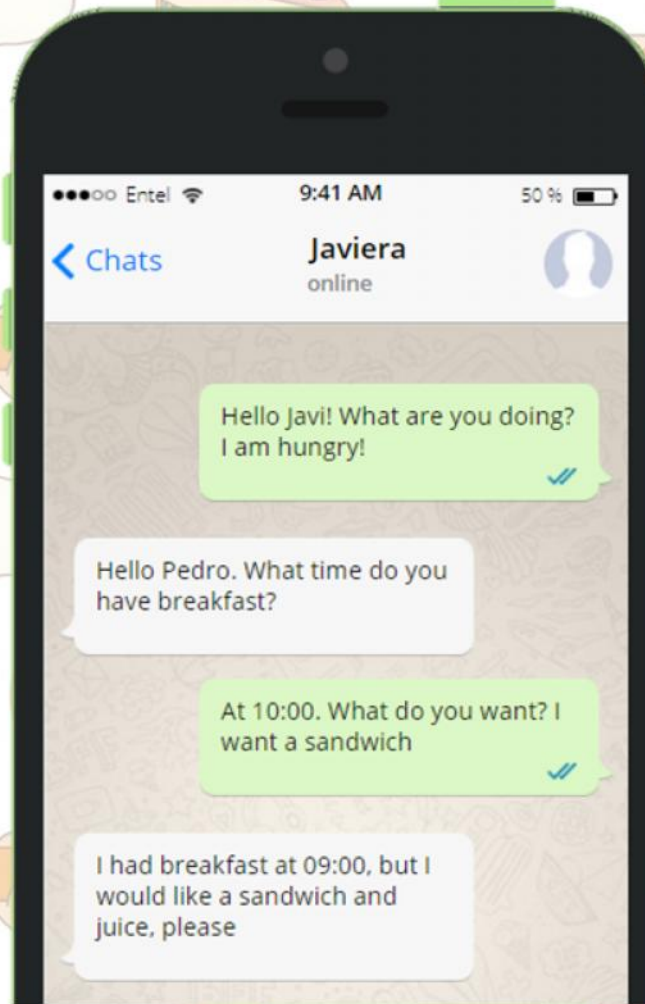 Entel
9:41 AM
50 %
Chats
Javiera
online
Hello Javi! What are you doing?
I am hungry!
Hello Pedro. What time do you
have breakfast?
At 10:00. What do you want? I
want a sandwich
I had breakfast at 09:00, but I
would like a sandwich and
juice, please